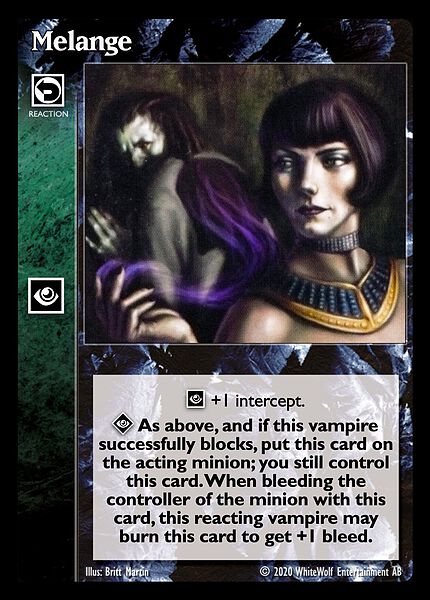 Melange
REACTION
+1 intercept.
As above, and if this vampire
successfully blocks, put this card on
the acting minion; you still control
this card.When bleeding the
controller of the minion with this
card, this reacting vampire may
burn this card to get +1 bleed.
Illus: Britt Martin © 2020 WhiteWolf Entertainment AB